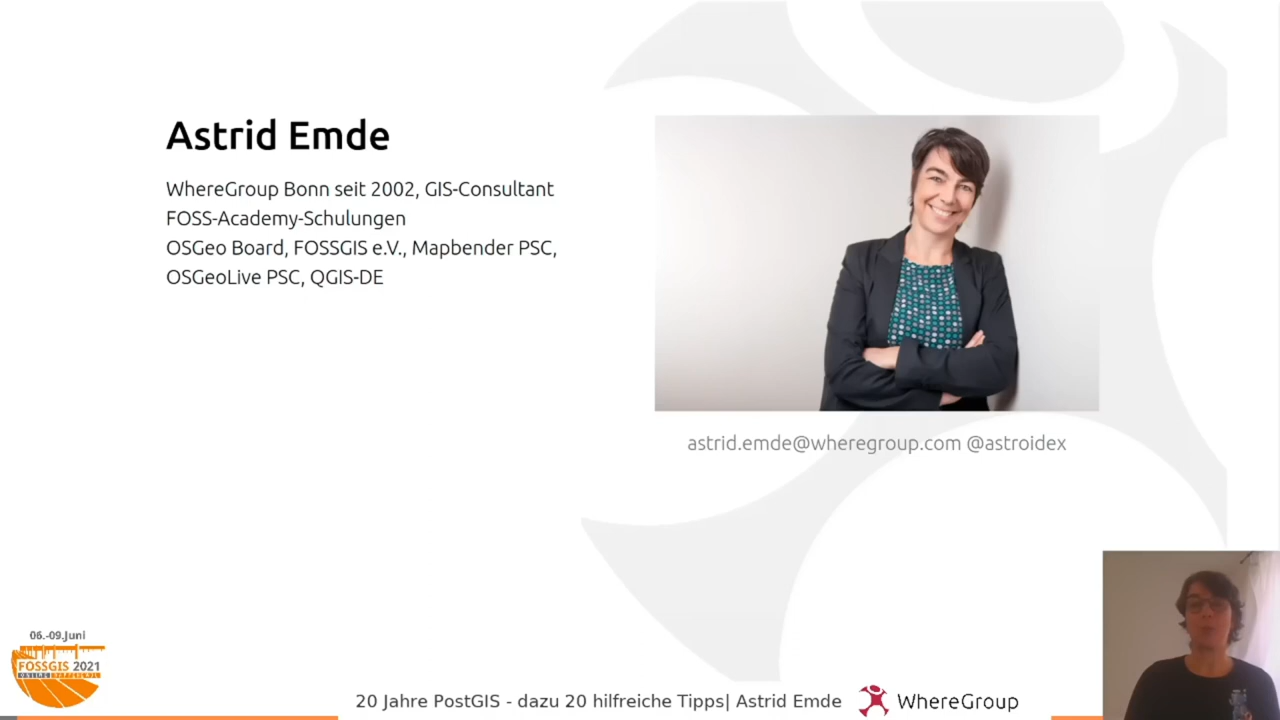 Astrid Emde
WhereGroup Bonn seit 2002, GIS-Consultant
FOSS-Academy-Schulungen
OSGeo Board, FOSSGIS e.V., Mapbender PSC,
OSGeoLive PSC, QGIS-DE
astrid.emde@wheregroup.com @astroidex
06.-09.Juni
FOSSGIS 2021
20 Jahre PostGIS - dazu 20 hilfreiche Tipps| Astrid Emde
WhereGroup